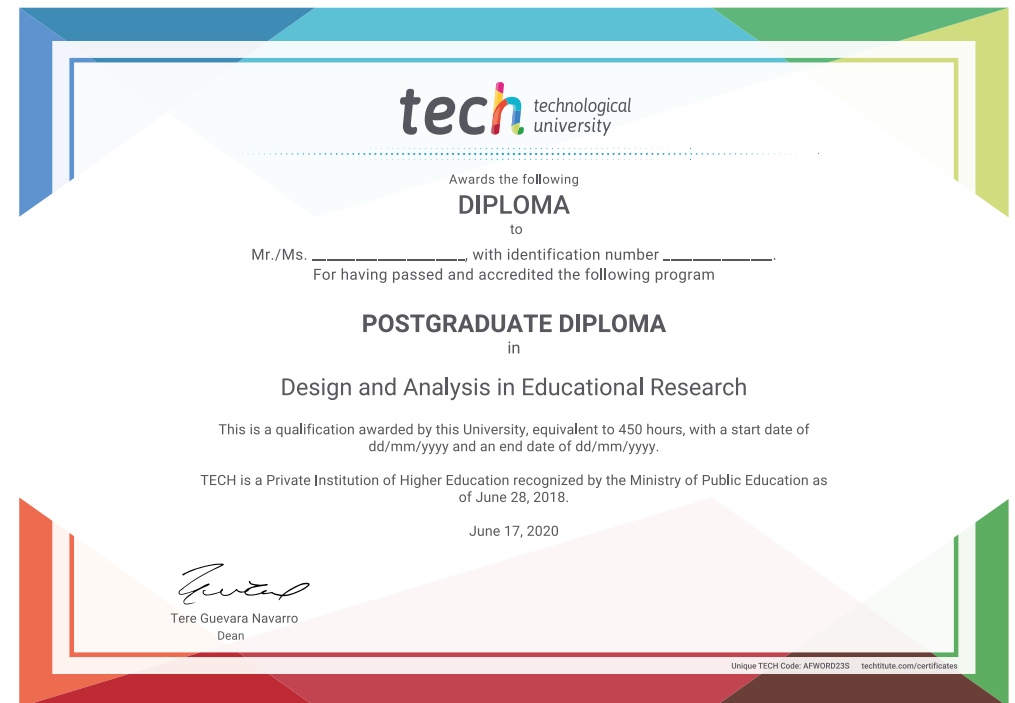 tech technological
university
Awards the following
DIPLOMA
to
Mr./Ms. __________________, with identification number _____________.
For having passed and accredited the following program
POSTGRADUATE DIPLOMA
in
Design and Analysis in Educational Research
This is a qualification awarded by this University, equivalent to 450 hours, with a start date of
dd/mm/yyyy and an end date of dd/mm/yyyy.
TECH is a Private Institution of Higher Education recognized by the Ministry of Public Education as
of June 28, 2018.
June 17, 2020
Tere Guevara Navarro
Dean
Unique TECH Code: AFWORD23S techtitute.com/certificates